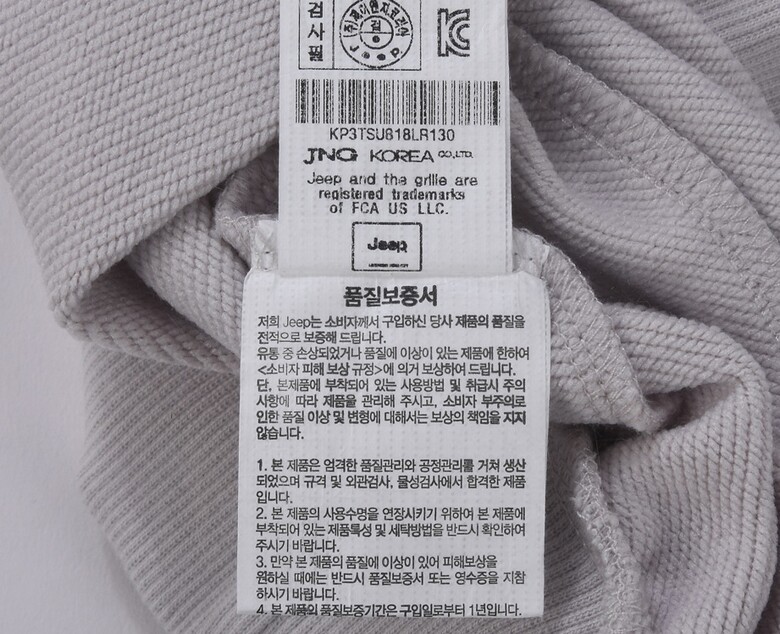 검사필
(주)제이앤지코리아
검
Jeep
KC
KP3TSU818LR130
JNG KOREA CO.,LTD.
Jeep and the grille are
registered trademarks
of FCA US LLC.
Jeep
품질보증서
저희 Jeep는 소비자께서 구입하신 당사 제품의 품질을
전적으로 보증해 드립니다.
유통 중 손상되었거나 품질에 이상이 있는 제품에 한하여
<소비자 피해 보상 규정>에 의거 보상하여 드립니다.
단, 본제품에 부착되어 있는 사용방법 및 취급시 주의
사항에 따라 제품을 관리해 주시고, 소비자 부주의로
인한 품질 이상 및 변형에 대해서는 보상의 책임을 지지
않습니다.
1. 본 제품은 엄격한 품질관리와 공정관리를 거쳐 생산
되었으며 규격 및 외관검사, 물성검사에서 합격한 제품
입니다.
2. 본 제품의 사용수명을 연장시키기 위하여 본 제품에
부착되어 있는 제품특성 및 세탁방법을 반드시 확인하여
주시기 바랍니다.
3. 만약 본 제품의 품질에 이상이 있어 피해보상을
원하실 때에는 반드시 품질보증서 또는 영수증을 지참
하시기 바랍니다.
4. 본 제품의 품질보증기간은 구입일로부터 1년입니다.